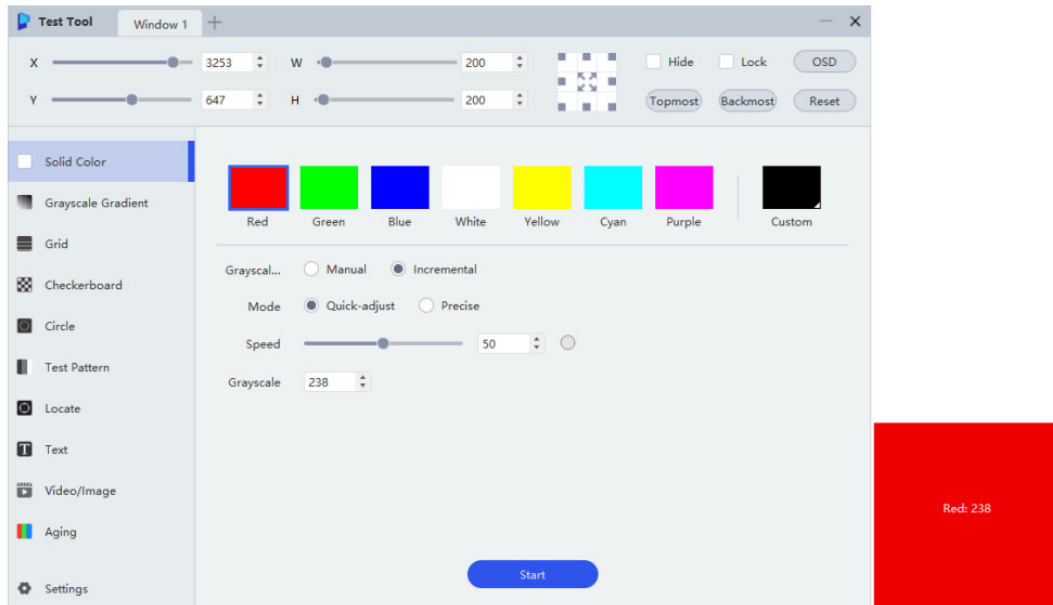 Test Tool
Window 1
X 3253 W 200
Hide Lock OSD
Y 647 H 200
Topmost Backmost Reset
Solid Color
Grayscale Gradient
Grid
Checkerboard
Circle
Test Pattern
Locate
Text
Video/Image
Aging
Settings
Red Green Blue White Yellow Cyan Purple Custom
Grayscal... Manual Incremental
Mode Quick-adjust Precise
Speed 50
Grayscale 238
Start
Red: 238